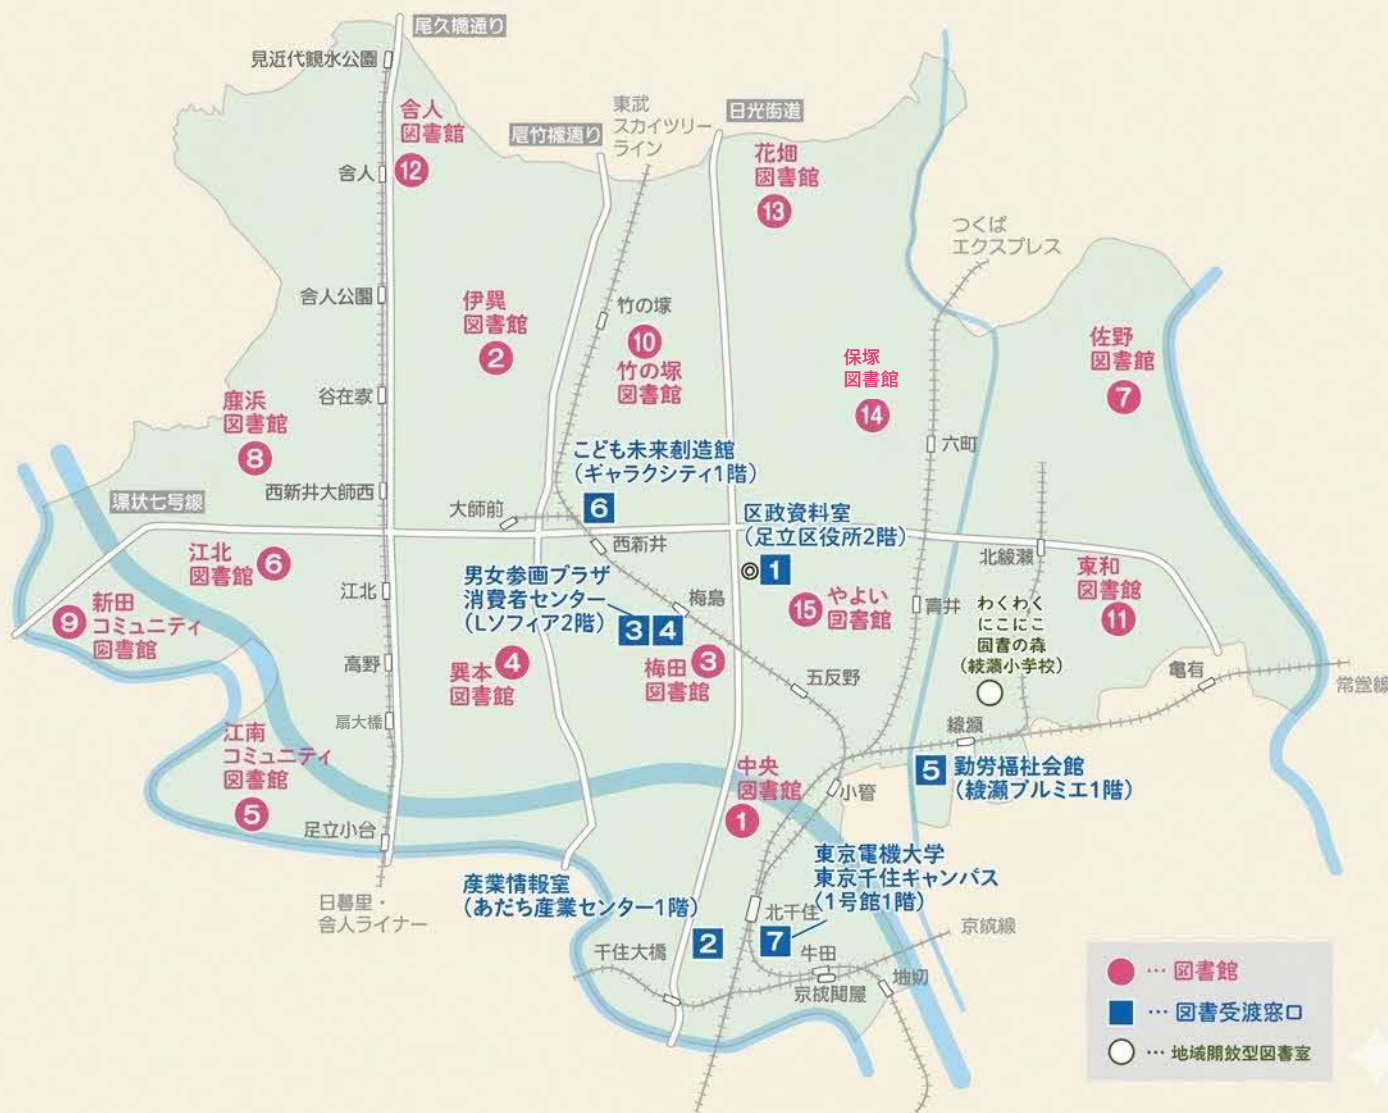 尾久橋通り
見近代親水公園
舎人
図書館
12
舎人
東武
スカイツリー
ライン
日光街道
花畑
図書館
13
つくば
エクスプレス
舎人公園
伊興
図書館
2
竹の塚
10
竹の塚
図書館
保塚
図書館
14
佐野
図書館
7
谷在家
鹿浜
図書館
8
六町
こども未来創造館
(ギャラクシティ1階)
6
西新井大師西
環状七号線
大師前
西新井
区政資料室
(足立区役所2階)
1
北綾瀬
江北
図書館
6
男女参画プラザ
消費者センター
(Lソフィア2階)
3 4
梅島
江北
15
やよい
図書館
青井
わくわく
にこにこ
図書の森
(綾瀬小学校)
東和
図書館
11
9
新田
コミュニティ
図書館
高野
興本
図書館
4
梅田
図書館
3
五反野
亀有
常磐線
扇大橋
綾瀬
江南
コミュニティ
図書館
5
中央
図書館
1
小菅
5
勤労福祉会館
(綾瀬プルミエ1階)
足立小台
日暮里・
舎人ライナー
産業情報室
(あだち産業センター1階)
2
東京電機大学
東京千住キャンパス
(1号館1階)
7
北千住
千住大橋
牛田
京成関屋
京成線
● … 図書館
■ … 図書受渡窓口
○ … 地域開放型図書室